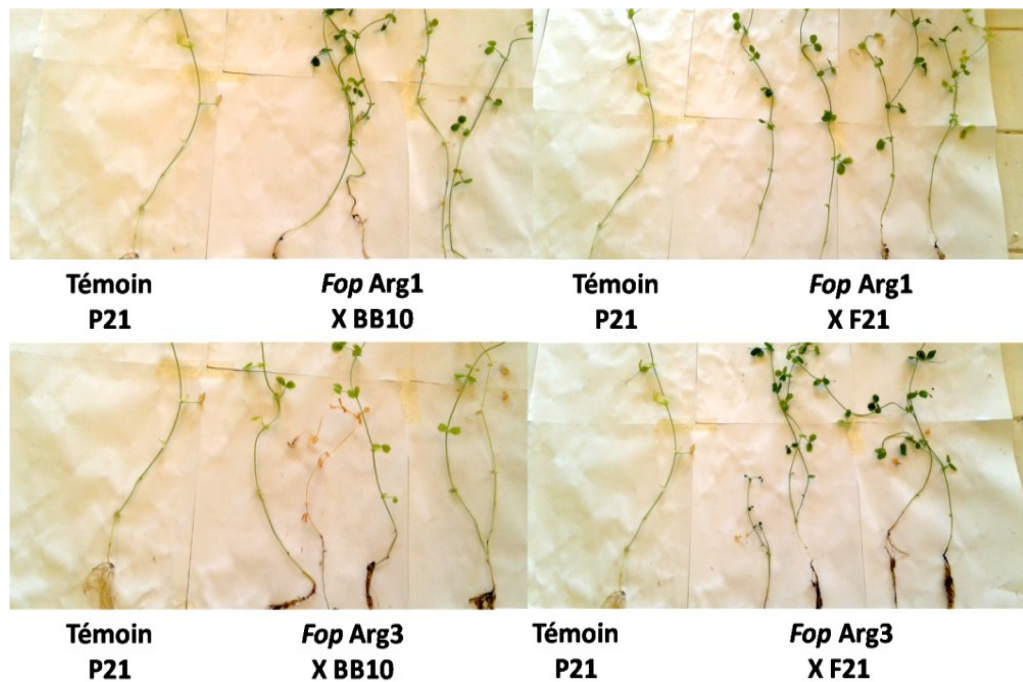 Témoin
P21
Fop Arg1
X BB10
Témoin
P21
Fop Arg1
X F21
Témoin
P21
Fop Arg3
X BB10
Témoin
P21
Fop Arg3
X F21